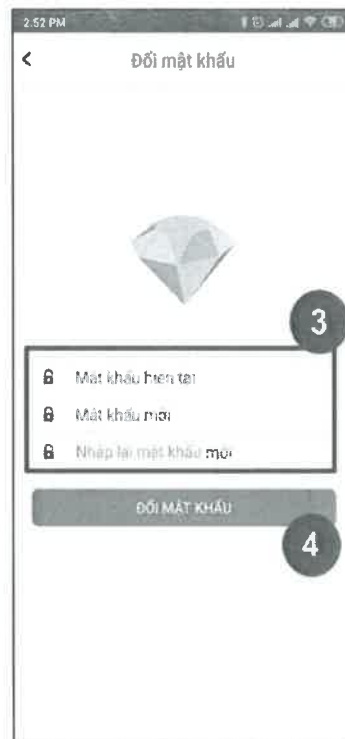 2.52 PM
Đổi mật khẩu
3
Mật khẩu hiện tại
Mật khẩu mới
Nhập lại mật khẩu mới
ĐỔI MẬT KHẨU
4